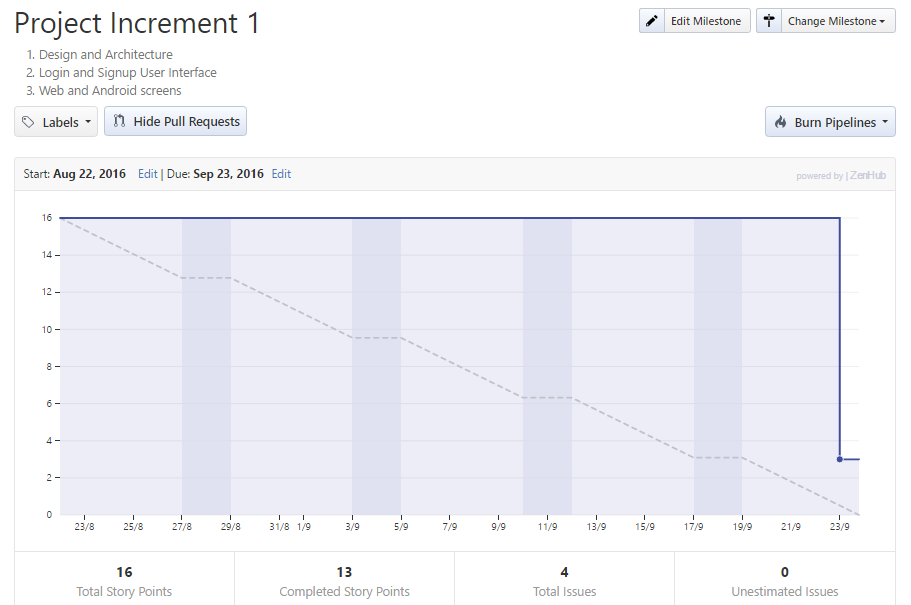 Project Increment 1
Edit Milestone
Change Milestone
1. Design and Architecture
2. Login and Signup User Interface
3. Web and Android screens
Labels
Hide Pull Requests
Burn Pipelines
Start: Aug 22, 2016 Edit | Due: Sep 23, 2016 Edit
powered by | ZenHub
16
14
12
10
8
6
4
2
0
23/8 25/8 27/8 29/8 31/8 1/9 3/9 5/9 7/9 9/9 11/9 13/9 15/9 17/9 19/9 21/9 23/9
16 13 4 0
Total Story Points Completed Story Points Total Issues Unestimated Issues